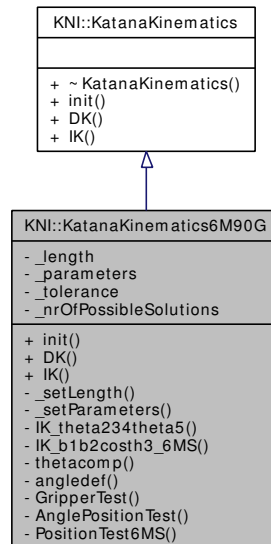 KNI::KatanaKinematics
+ ~KatanaKinematics()
+ init()
+ DK()
+ IK()
KNI::KatanaKinematics6M90G
- _length
- _parameters
- _tolerance
- _nrOfPossibleSolutions
+ init()
+ DK()
+ IK()
- _setLength()
- _setParameters()
- IK_theta234theta5()
- IK_b1b2costh3_6MS()
- thetacomp()
- angledef()
- GripperTest()
- AnglePositionTest()
- PositionTest6MS()